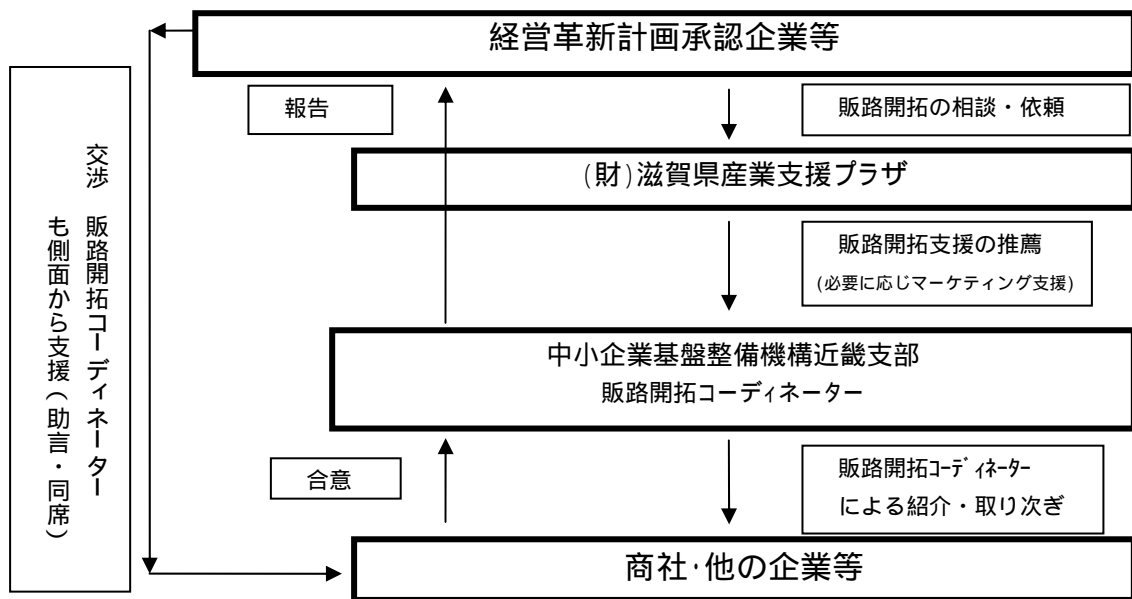 経営革新計画承認企業等
報告
販路開拓の相談・依頼
(財)滋賀県産業支援プラザ
販路開拓支援の推薦
(必要に応じマーケティング支援)
中小企業基盤整備機構近畿支部
販路開拓コーディネーター
合意
販路開拓ｺｰﾃﾞｨﾈｰﾀｰ
による紹介・取り次ぎ
商社・他の企業等
交渉　販路開拓コーディネーター
も側面から支援(助言・同席)